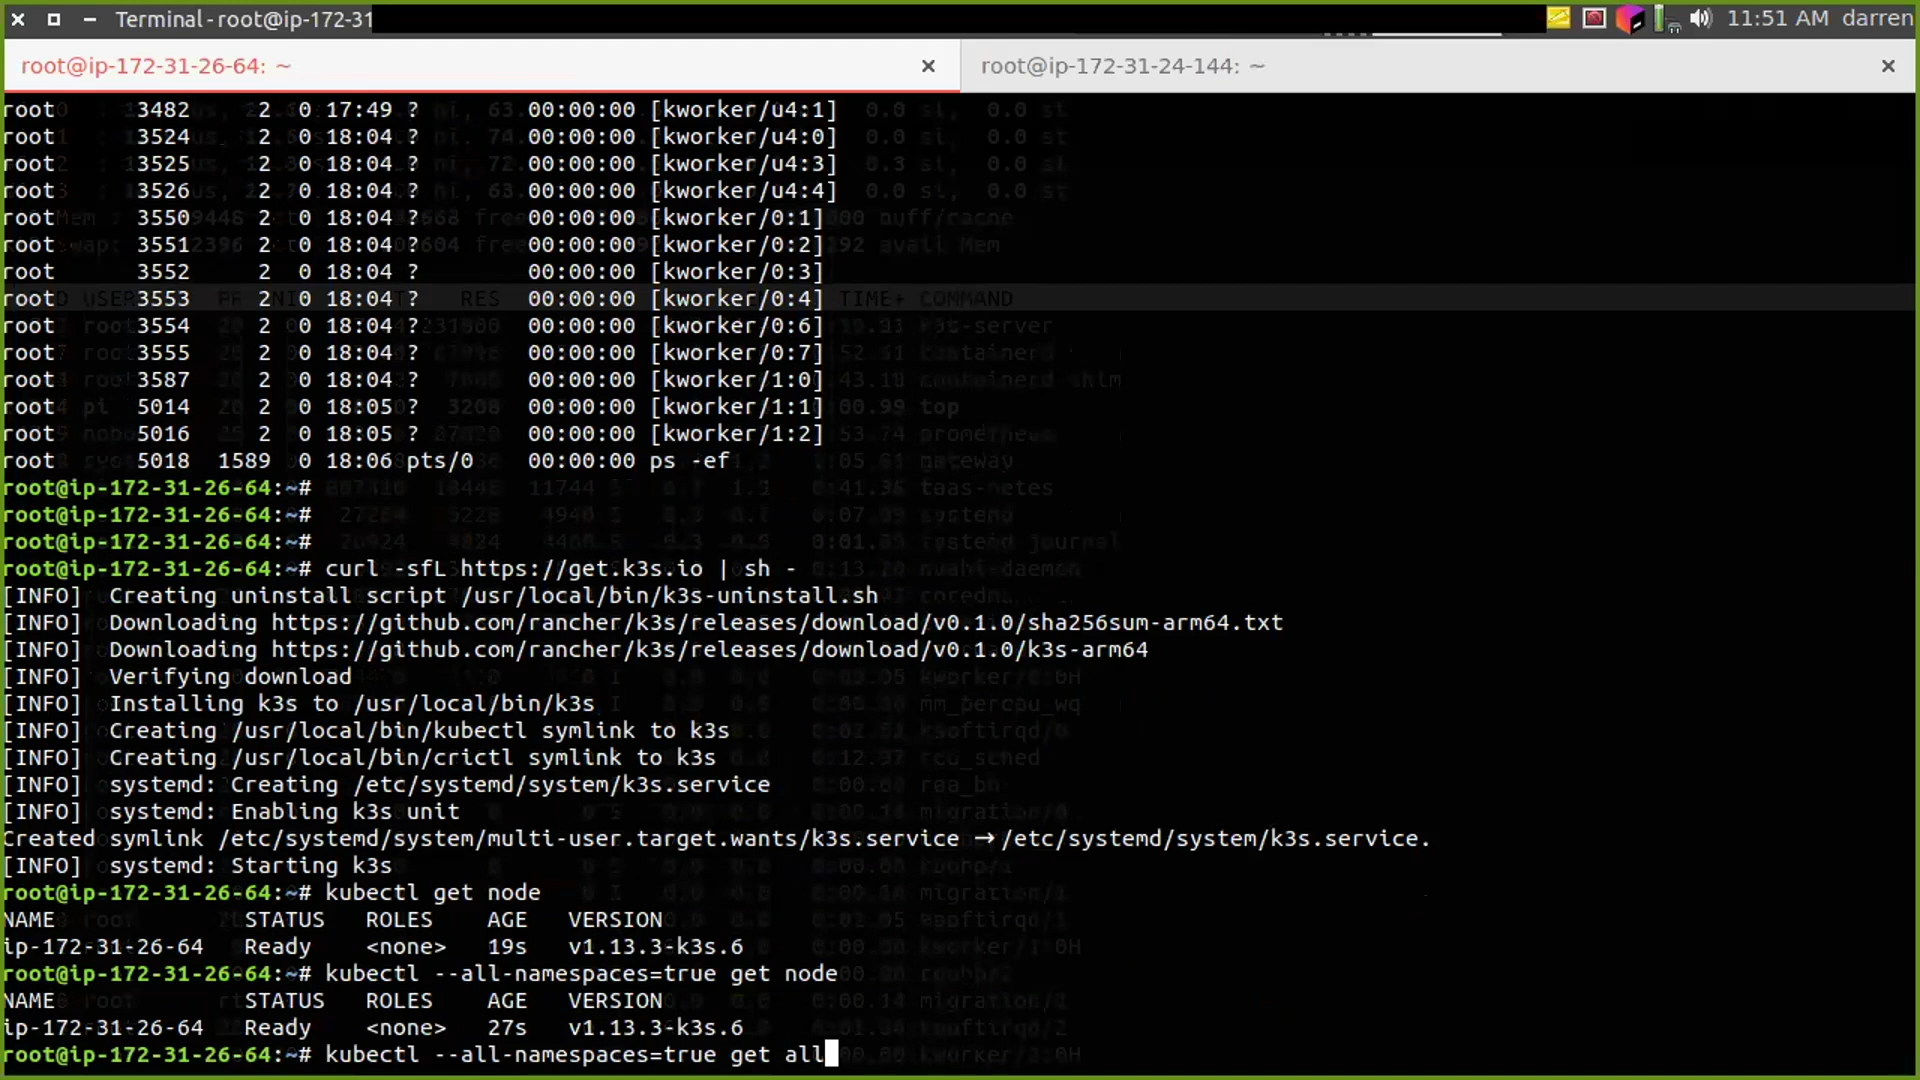 Terminal - root@ip-172-31
11:51 AM darren
root@ip-172-31-26-64: ~
root@ip-172-31-24-144: ~
root 13482 2 0 17:49 ? 00:00:00 [kworker/u4:1]
root 3524 2 0 18:04 ? 00:00:00 [kworker/u4:0]
root 3525 2 0 18:04 ? 00:00:00 [kworker/u4:3]
root 3526 2 0 18:04 ? 00:00:00 [kworker/u4:4]
root 3550 2 0 18:04 ? 00:00:00 [kworker/0:1]
root 3551 2 0 18:04 ? 00:00:00 [kworker/0:2]
root 3552 2 0 18:04 ? 00:00:00 [kworker/0:3]
root 3553 2 0 18:04 ? 00:00:00 [kworker/0:4]
root 3554 2 0 18:04 ? 00:00:00 [kworker/0:6]
root 3555 2 0 18:04 ? 00:00:00 [kworker/0:7]
root 3587 2 0 18:04 ? 00:00:00 [kworker/1:0]
root 5014 2 0 18:05 ? 00:00:00 [kworker/1:1]
root 5016 2 0 18:05 ? 00:00:00 [kworker/1:2]
root 5018 1589 0 18:06 pts/0 00:00:00 ps -ef
root@ip-172-31-26-64:~#
root@ip-172-31-26-64:~#
root@ip-172-31-26-64:~#
root@ip-172-31-26-64:~# curl -sfL https://get.k3s.io | sh -
[INFO] Creating uninstall script /usr/local/bin/k3s-uninstall.sh
[INFO] Downloading https://github.com/rancher/k3s/releases/download/v0.1.0/sha256sum-arm64.txt
[INFO] Downloading https://github.com/rancher/k3s/releases/download/v0.1.0/k3s-arm64
[INFO] Verifying download
[INFO] Installing k3s to /usr/local/bin/k3s
[INFO] Creating /usr/local/bin/kubectl symlink to k3s
[INFO] Creating /usr/local/bin/crictl symlink to k3s
[INFO] systemd: Creating /etc/systemd/system/k3s.service
[INFO] systemd: Enabling k3s unit
Created symlink /etc/systemd/system/multi-user.target.wants/k3s.service → /etc/systemd/system/k3s.service.
[INFO] systemd: Starting k3s
root@ip-172-31-26-64:~# kubectl get node
NAME STATUS ROLES AGE VERSION
ip-172-31-26-64 Ready <none> 19s v1.13.3-k3s.6
root@ip-172-31-26-64:~# kubectl --all-namespaces=true get node
NAME STATUS ROLES AGE VERSION
ip-172-31-26-64 Ready <none> 27s v1.13.3-k3s.6
root@ip-172-31-26-64:~# kubectl --all-namespaces=true get all